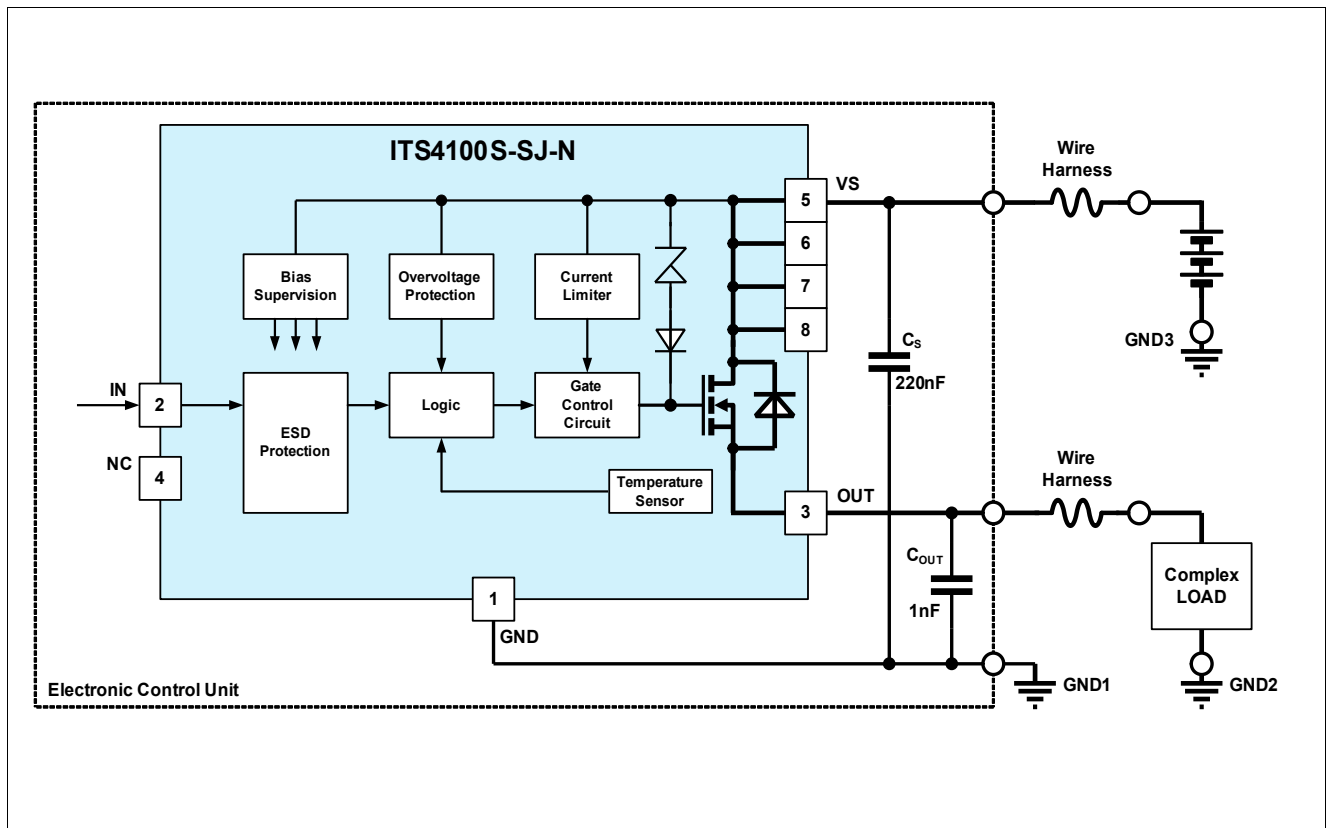 ITS4100S-SJ-N
Wire
Harness
VS
5
6
7
8
Bias
Supervision
Overvoltage
Protection
Current
Limiter
GND3
C_S
220nF
IN
2
ESD
Protection
Logic
Gate
Control
Circuit
NC
4
Temperature
Sensor
3
OUT
Wire
Harness
C_OUT
1nF
Complex
LOAD
1
GND
Electronic Control Unit
GND1
GND2